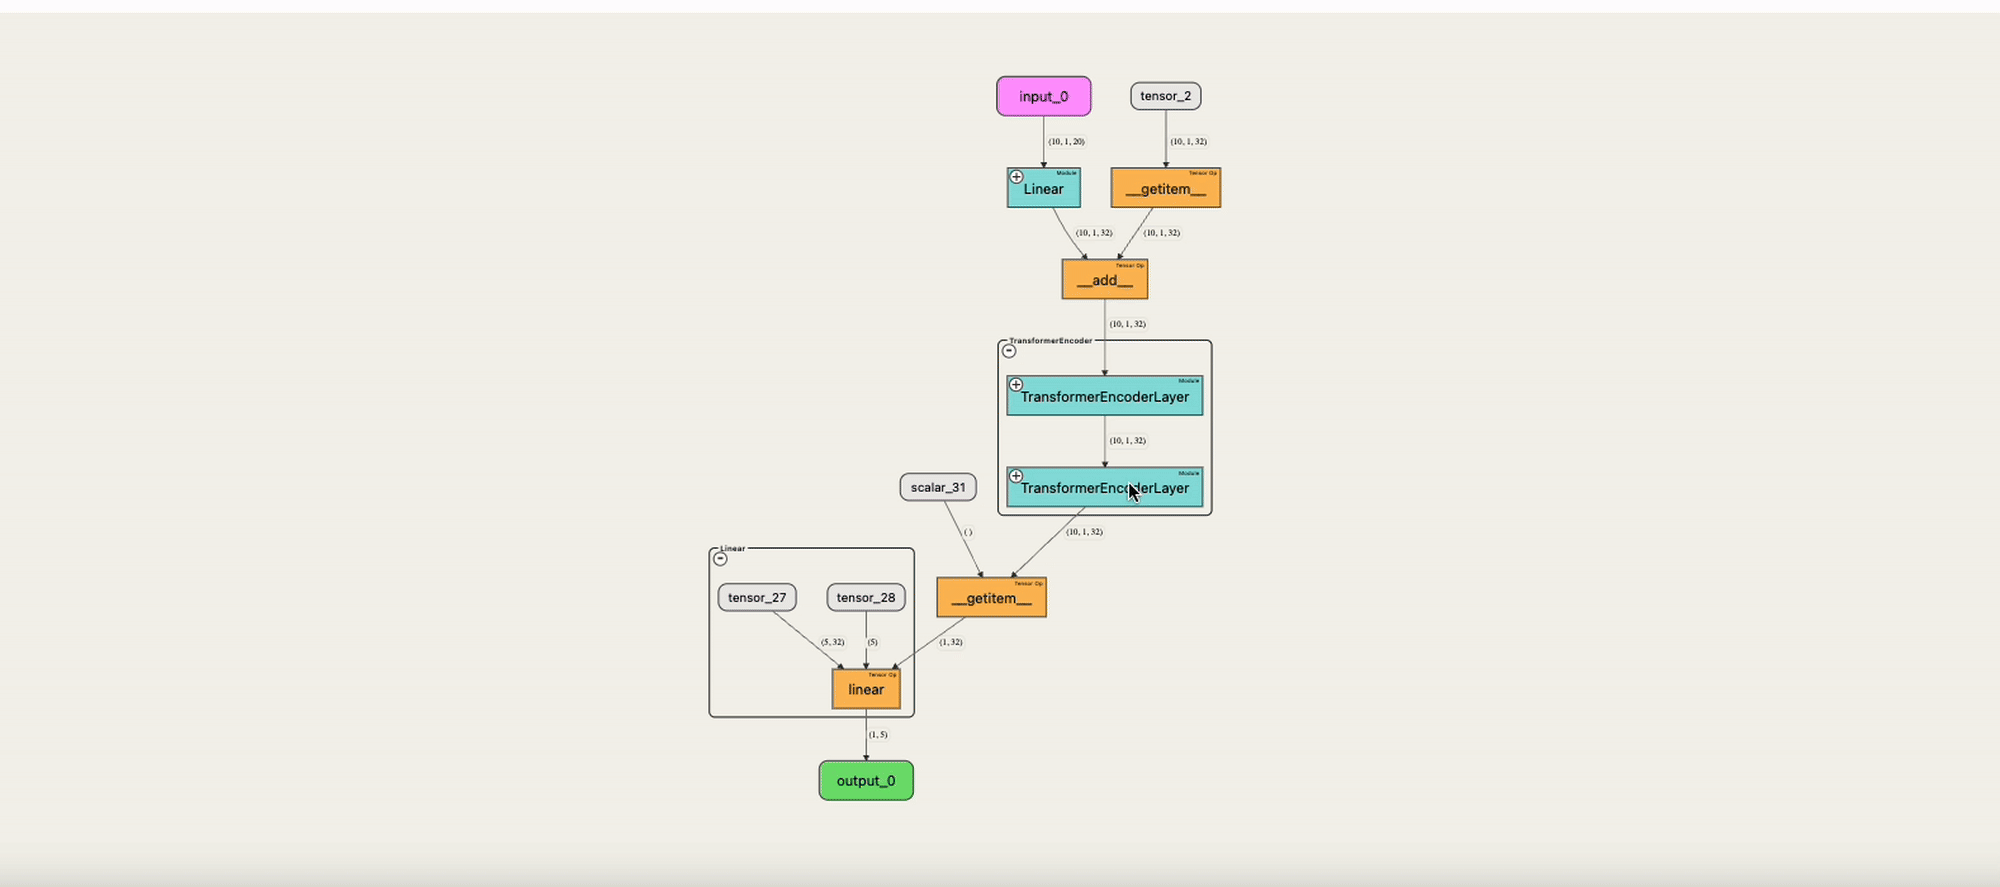 input_0
tensor_2
(10, 1, 20)
(10, 1, 32)
Module
Linear
Tensor Op
__getitem__
(10, 1, 32)
(10, 1, 32)
Tensor Op
__add__
(10, 1, 32)
TransformerEncoder
Module
TransformerEncoderLayer
(10, 1, 32)
Module
TransformerEncoderLayer
scalar_31
( )
(10, 1, 32)
Linear
tensor_27
tensor_28
Tensor Op
__getitem__
(5, 32)
(5)
(1, 32)
Tensor Op
linear
(1, 5)
output_0